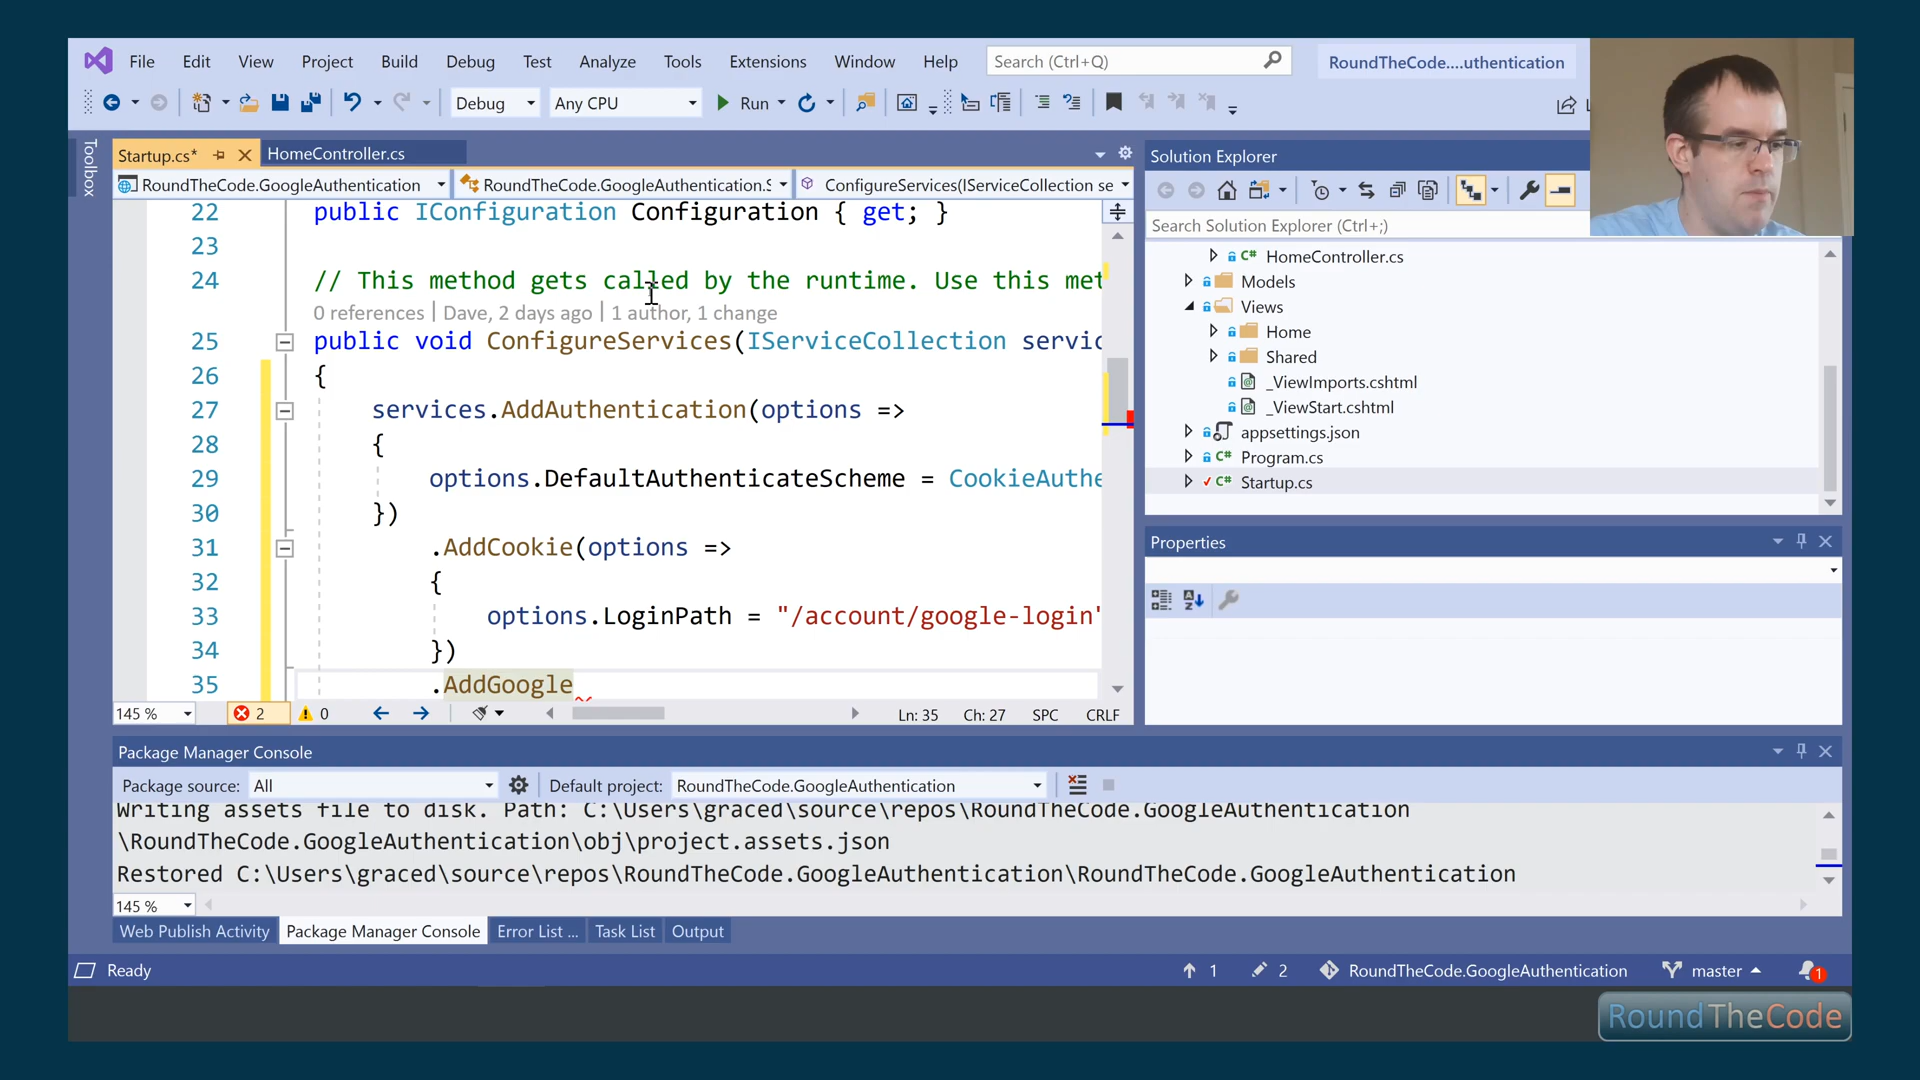 File Edit View Project Build Debug Test Analyze Tools Extensions Window Help Search (Ctrl+Q) RoundTheCode....uthentication
Debug Any CPU Run
Toolbox
Startup.cs* HomeController.cs
RoundTheCode.GoogleAuthentication RoundTheCode.GoogleAuthentication.S ConfigureServices(IServiceCollection se
22 public IConfiguration Configuration { get; }
23
24 // This method gets called by the runtime. Use this met
0 references | Dave, 2 days ago | 1 author, 1 change
25 public void ConfigureServices(IServiceCollection servic
26 {
27 services.AddAuthentication(options =>
28 {
29 options.DefaultAuthenticateScheme = CookieAuthe
30 })
31 .AddCookie(options =>
32 {
33 options.LoginPath = "/account/google-login"
34 })
35 .AddGoogle
145 % 2 0 Ln: 35 Ch: 27 SPC CRLF
Solution Explorer
Search Solution Explorer (Ctrl+;)
C# HomeController.cs
Models
Views
Home
Shared
_ViewImports.cshtml
_ViewStart.cshtml
appsettings.json
C# Program.cs
C# Startup.cs
Properties
Package Manager Console
Package source: All Default project: RoundTheCode.GoogleAuthentication
Writing assets file to disk. Path: C:\Users\graced\source\repos\RoundTheCode.GoogleAuthentication
\RoundTheCode.GoogleAuthentication\obj\project.assets.json
Restored C:\Users\graced\source\repos\RoundTheCode.GoogleAuthentication\RoundTheCode.GoogleAuthentication
145 %
Web Publish Activity Package Manager Console Error List ... Task List Output
Ready 1 2 RoundTheCode.GoogleAuthentication master 1
RoundTheCode